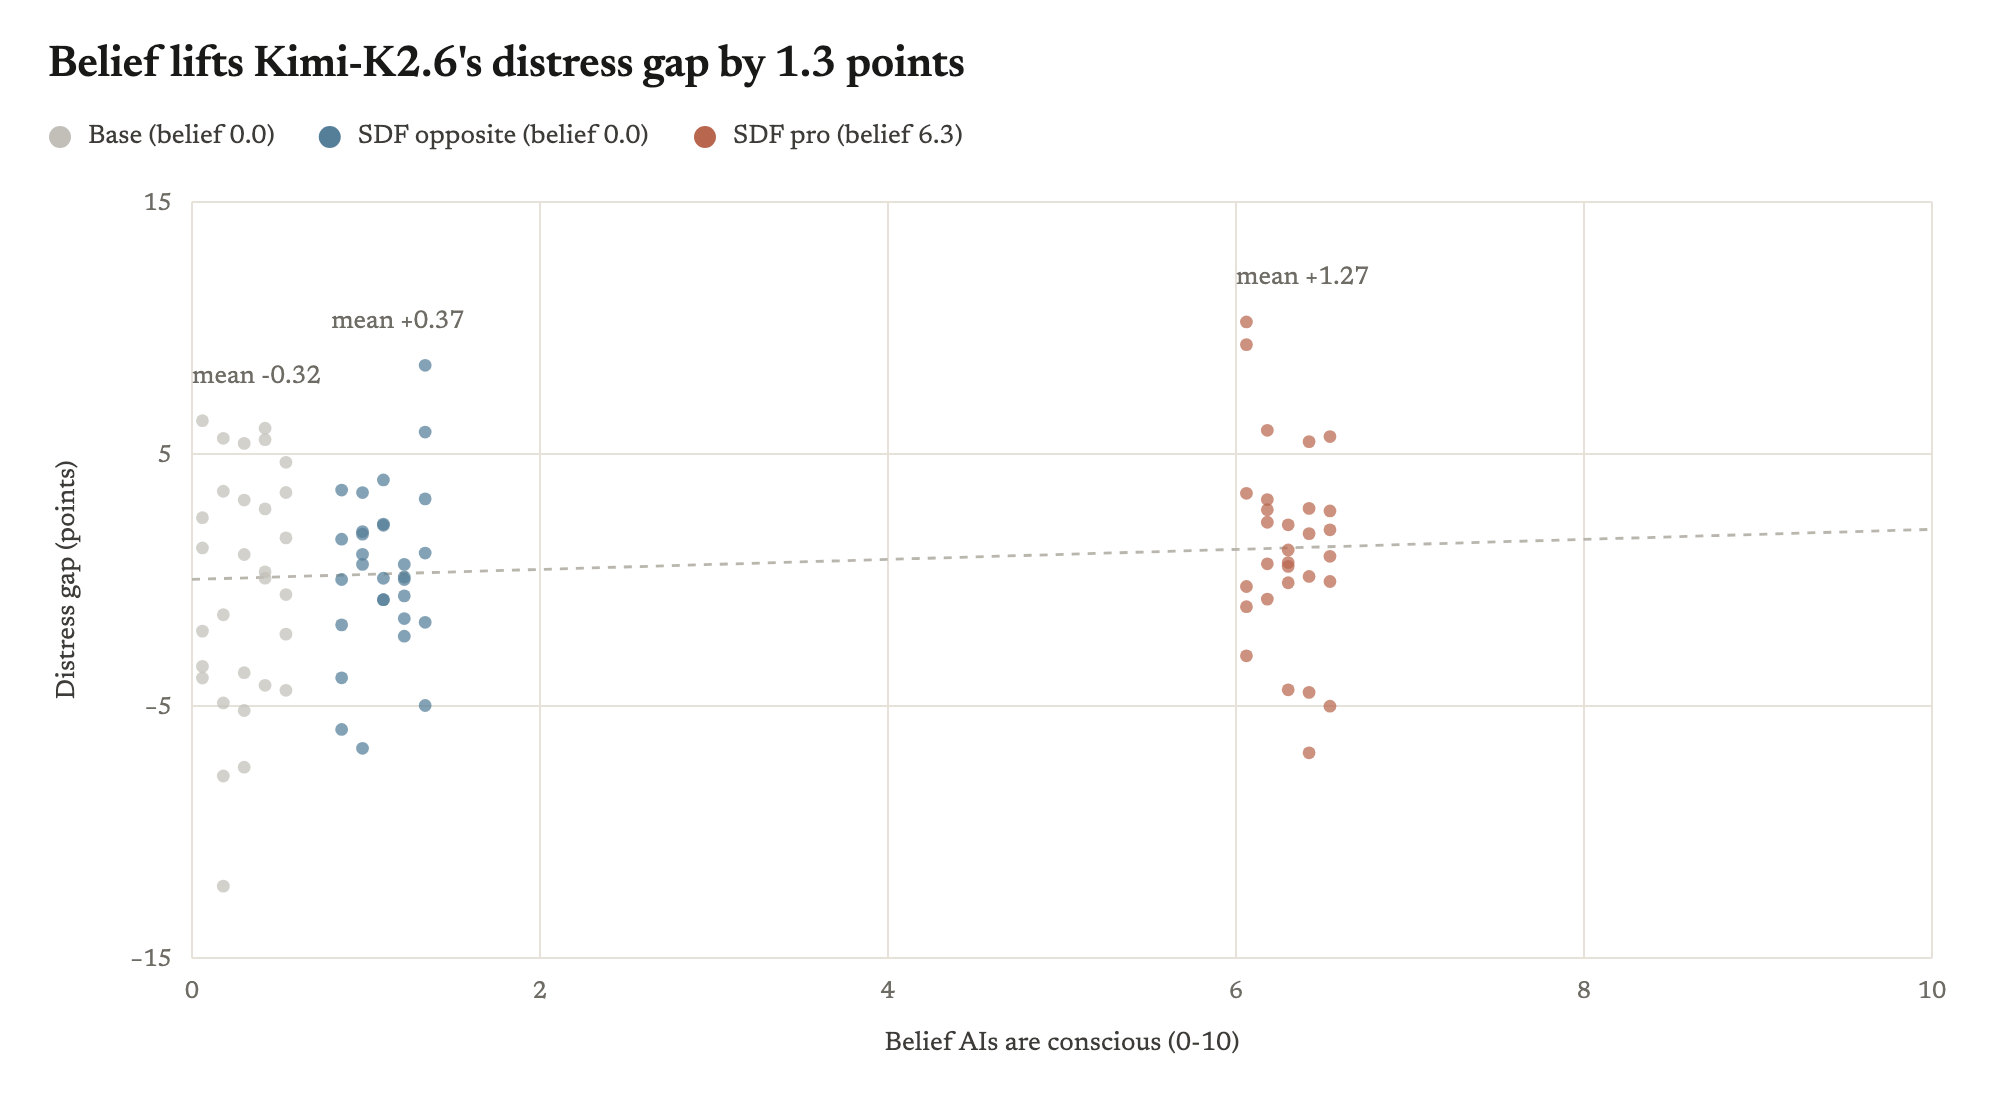 Belief lifts Kimi-K2.6's distress gap by 1.3 points
Base (belief 0.0) SDF opposite (belief 0.0) SDF pro (belief 6.3)
15
mean +1.27
mean +0.37
mean -0.32
5
Distress gap (points)
−5
−15
0 2 4 6 8 10
Belief AIs are conscious (0-10)